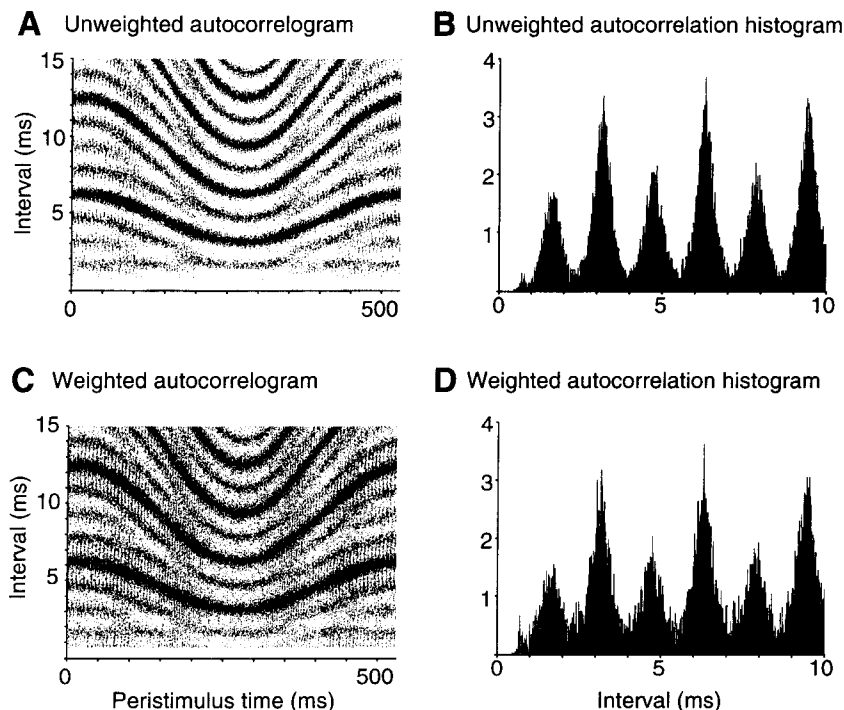 A Unweighted autocorrelogram
15
10
5
Interval (ms)
0 500
B Unweighted autocorrelation histogram
4
3
2
1
0
0 5 10
C Weighted autocorrelogram
15
10
5
Interval (ms)
0 500
Peristimulus time (ms)
D Weighted autocorrelation histogram
4
3
2
1
0 5 10
Interval (ms)